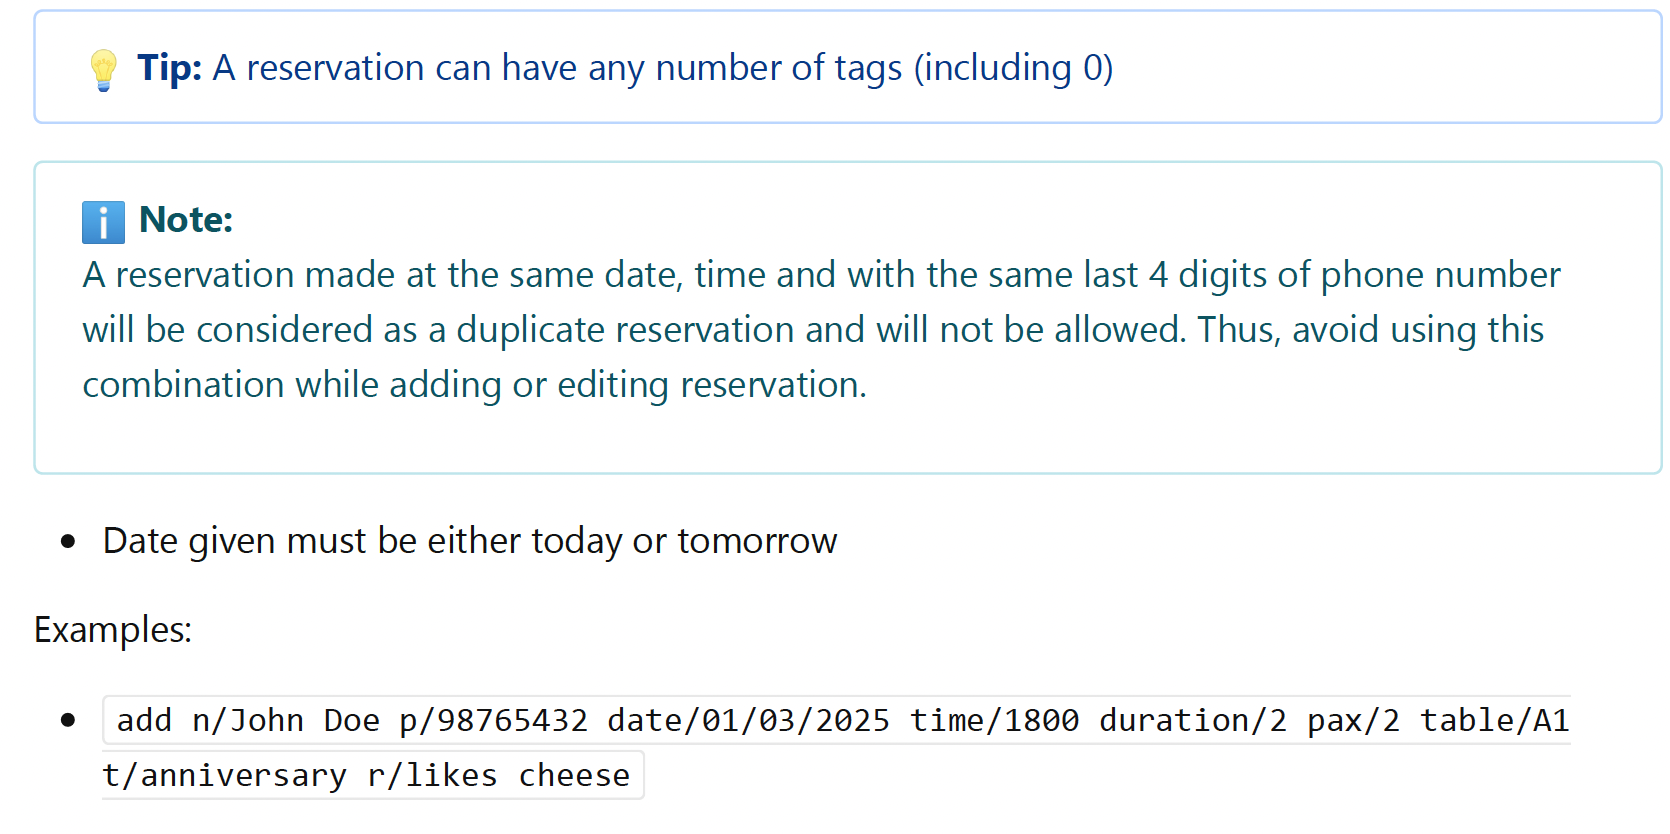 💡 Tip: A reservation can have any number of tags (including 0)
ℹ️ Note:
A reservation made at the same date, time and with the same last 4 digits of phone number
will be considered as a duplicate reservation and will not be allowed. Thus, avoid using this
combination while adding or editing reservation.
• Date given must be either today or tomorrow
Examples:
• add n/John Doe p/98765432 date/01/03/2025 time/1800 duration/2 pax/2 table/A1
t/anniversary r/likes cheese